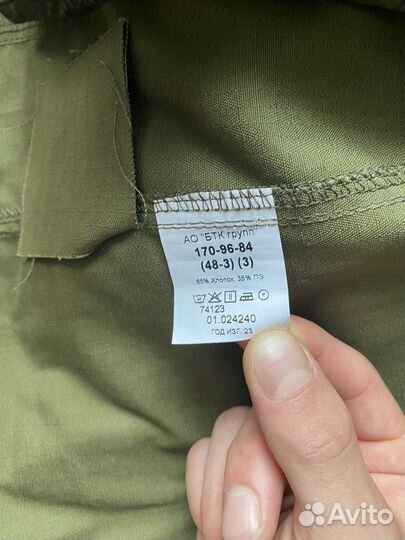 АО "БТК групп"
170-96-84
(48-3) (3)
65% Хлопок, 35% ПЭ
74123
01.024240
ГОД ИЗГ. 23
Avito